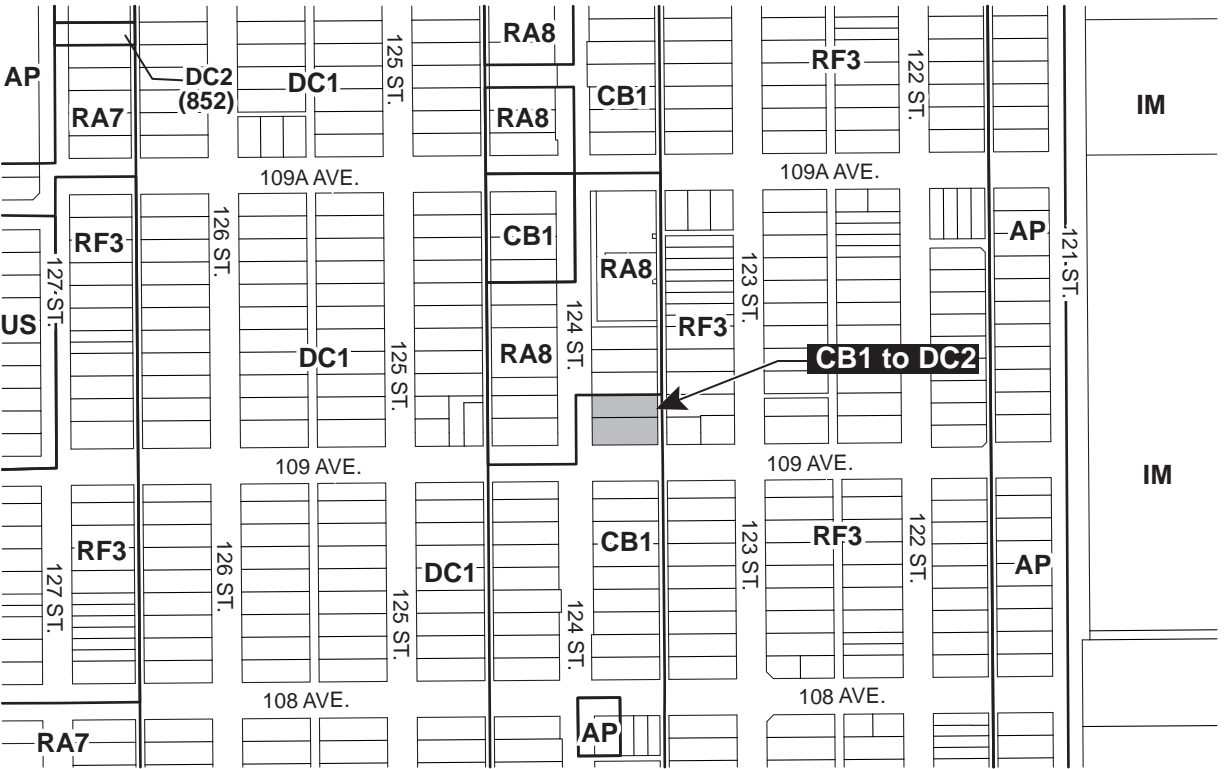 RA8
125 ST.
RF3
122 ST.
AP
DC2
(852)
DC1
CB1
IM
RA7
RA8
109A AVE.
109A AVE.
RF3
126 ST.
CB1
AP
121 ST.
127 ST.
RA8
123 ST.
US
124 ST.
RF3
DC1
125 ST.
RA8
CB1 to DC2
109 AVE.
109 AVE.
IM
RF3
126 ST.
CB1
123 ST.
RF3
122 ST.
127 ST.
DC1
125 ST.
124 ST.
AP
108 AVE.
108 AVE.
RA7
AP